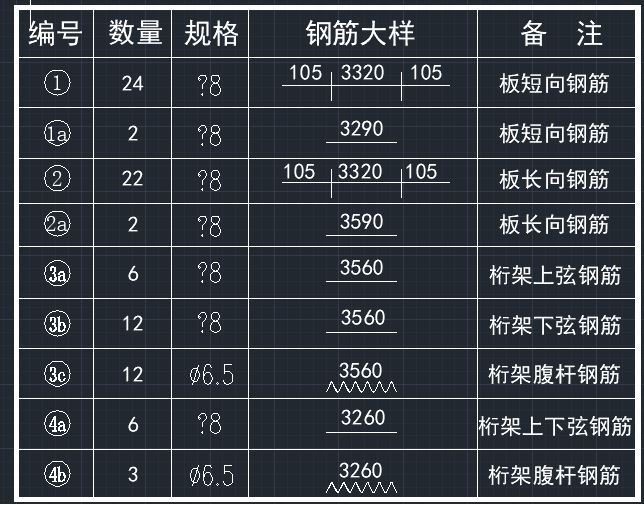 编号 数量 规格 钢筋大样 备 注
① 24 ?8 105 3320 105 板短向钢筋
1a 2 ?8 3290 板短向钢筋
② 22 ?8 105 3320 105 板长向钢筋
2a 2 ?8 3590 板长向钢筋
3a 6 ?8 3560 桁架上弦钢筋
3b 12 ?8 3560 桁架下弦钢筋
3c 12 ø6.5 3560 桁架腹杆钢筋
4a 6 ?8 3260 桁架上下弦钢筋
4b 3 ø6.5 3260 桁架腹杆钢筋